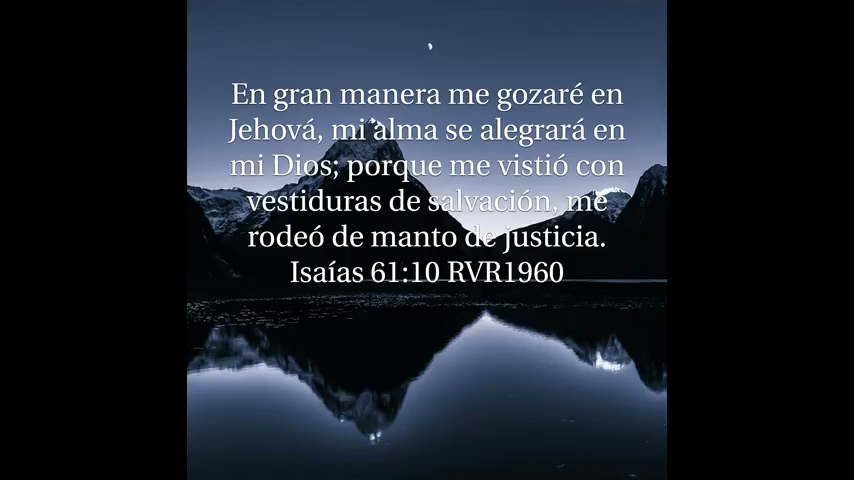 En gran manera me gozaré en
Jehová, mi alma se alegrará en
mi Dios; porque me vistió con
vestiduras de salvación, me
rodeó de manto de justicia.
Isaías 61:10 RVR1960